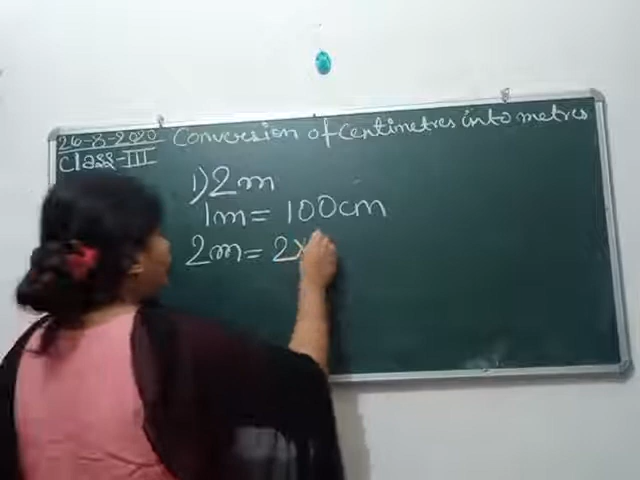 26-8-2020 Conversion of Centimetres into metres
Class-III
1) 2m
1m = 100cm
2m = 2x